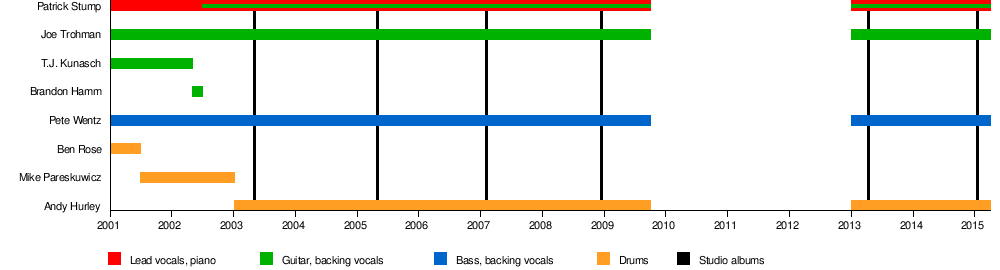 Patrick Stump
Joe Trohman
T.J. Kunasch
Brandon Hamm
Pete Wentz
Ben Rose
Mike Pareskuwicz
Andy Hurley
2001 2002 2003 2004 2005 2006 2007 2008 2009 2010 2011 2012 2013 2014 2015
Lead vocals, piano Guitar, backing vocals Bass, backing vocals Drums Studio albums